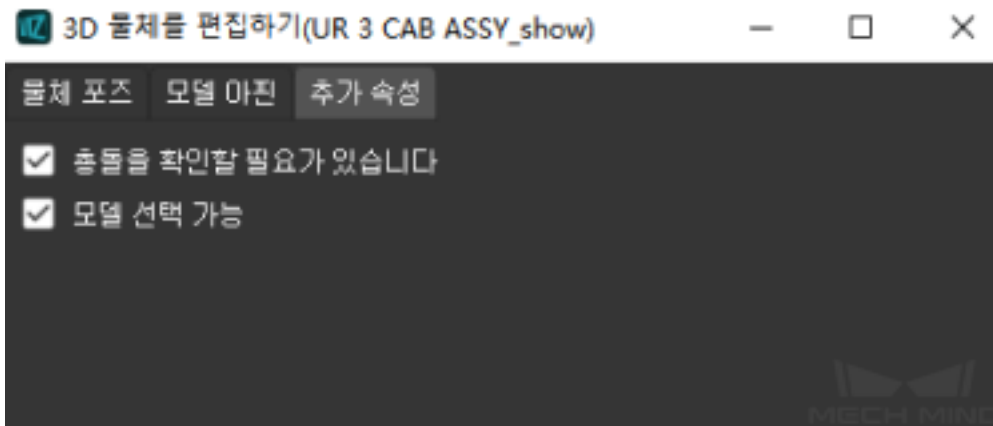 3D 물체를 편집하기(UR 3 CAB ASSY_show)
물체 포즈 모델 아핀 추가 속성
충돌을 확인할 필요가 있습니다
모델 선택 가능
MECH MIND